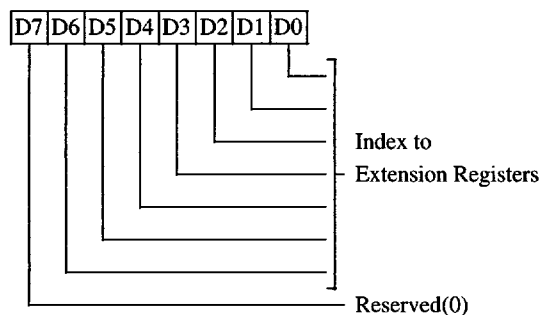 D7 D6 D5 D4 D3 D2 D1 D0
Index to
Extension Registers
Reserved(0)